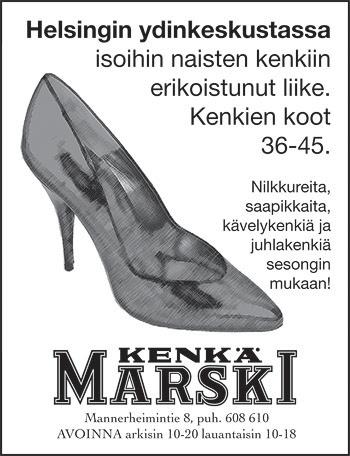 Helsingin ydinkeskustassa
isoihin naisten kenkiin
erikoistunut liike.
Kenkien koot
36-45.
Nilkkureita,
saapikkaita,
kävelykenkiä ja
juhlakenkiä
sesongin
mukaan!
KENKÄ
MARSKI
Mannerheimintie 8, puh. 608 610
AVOINNA arkisin 10-20 lauantaisin 10-18